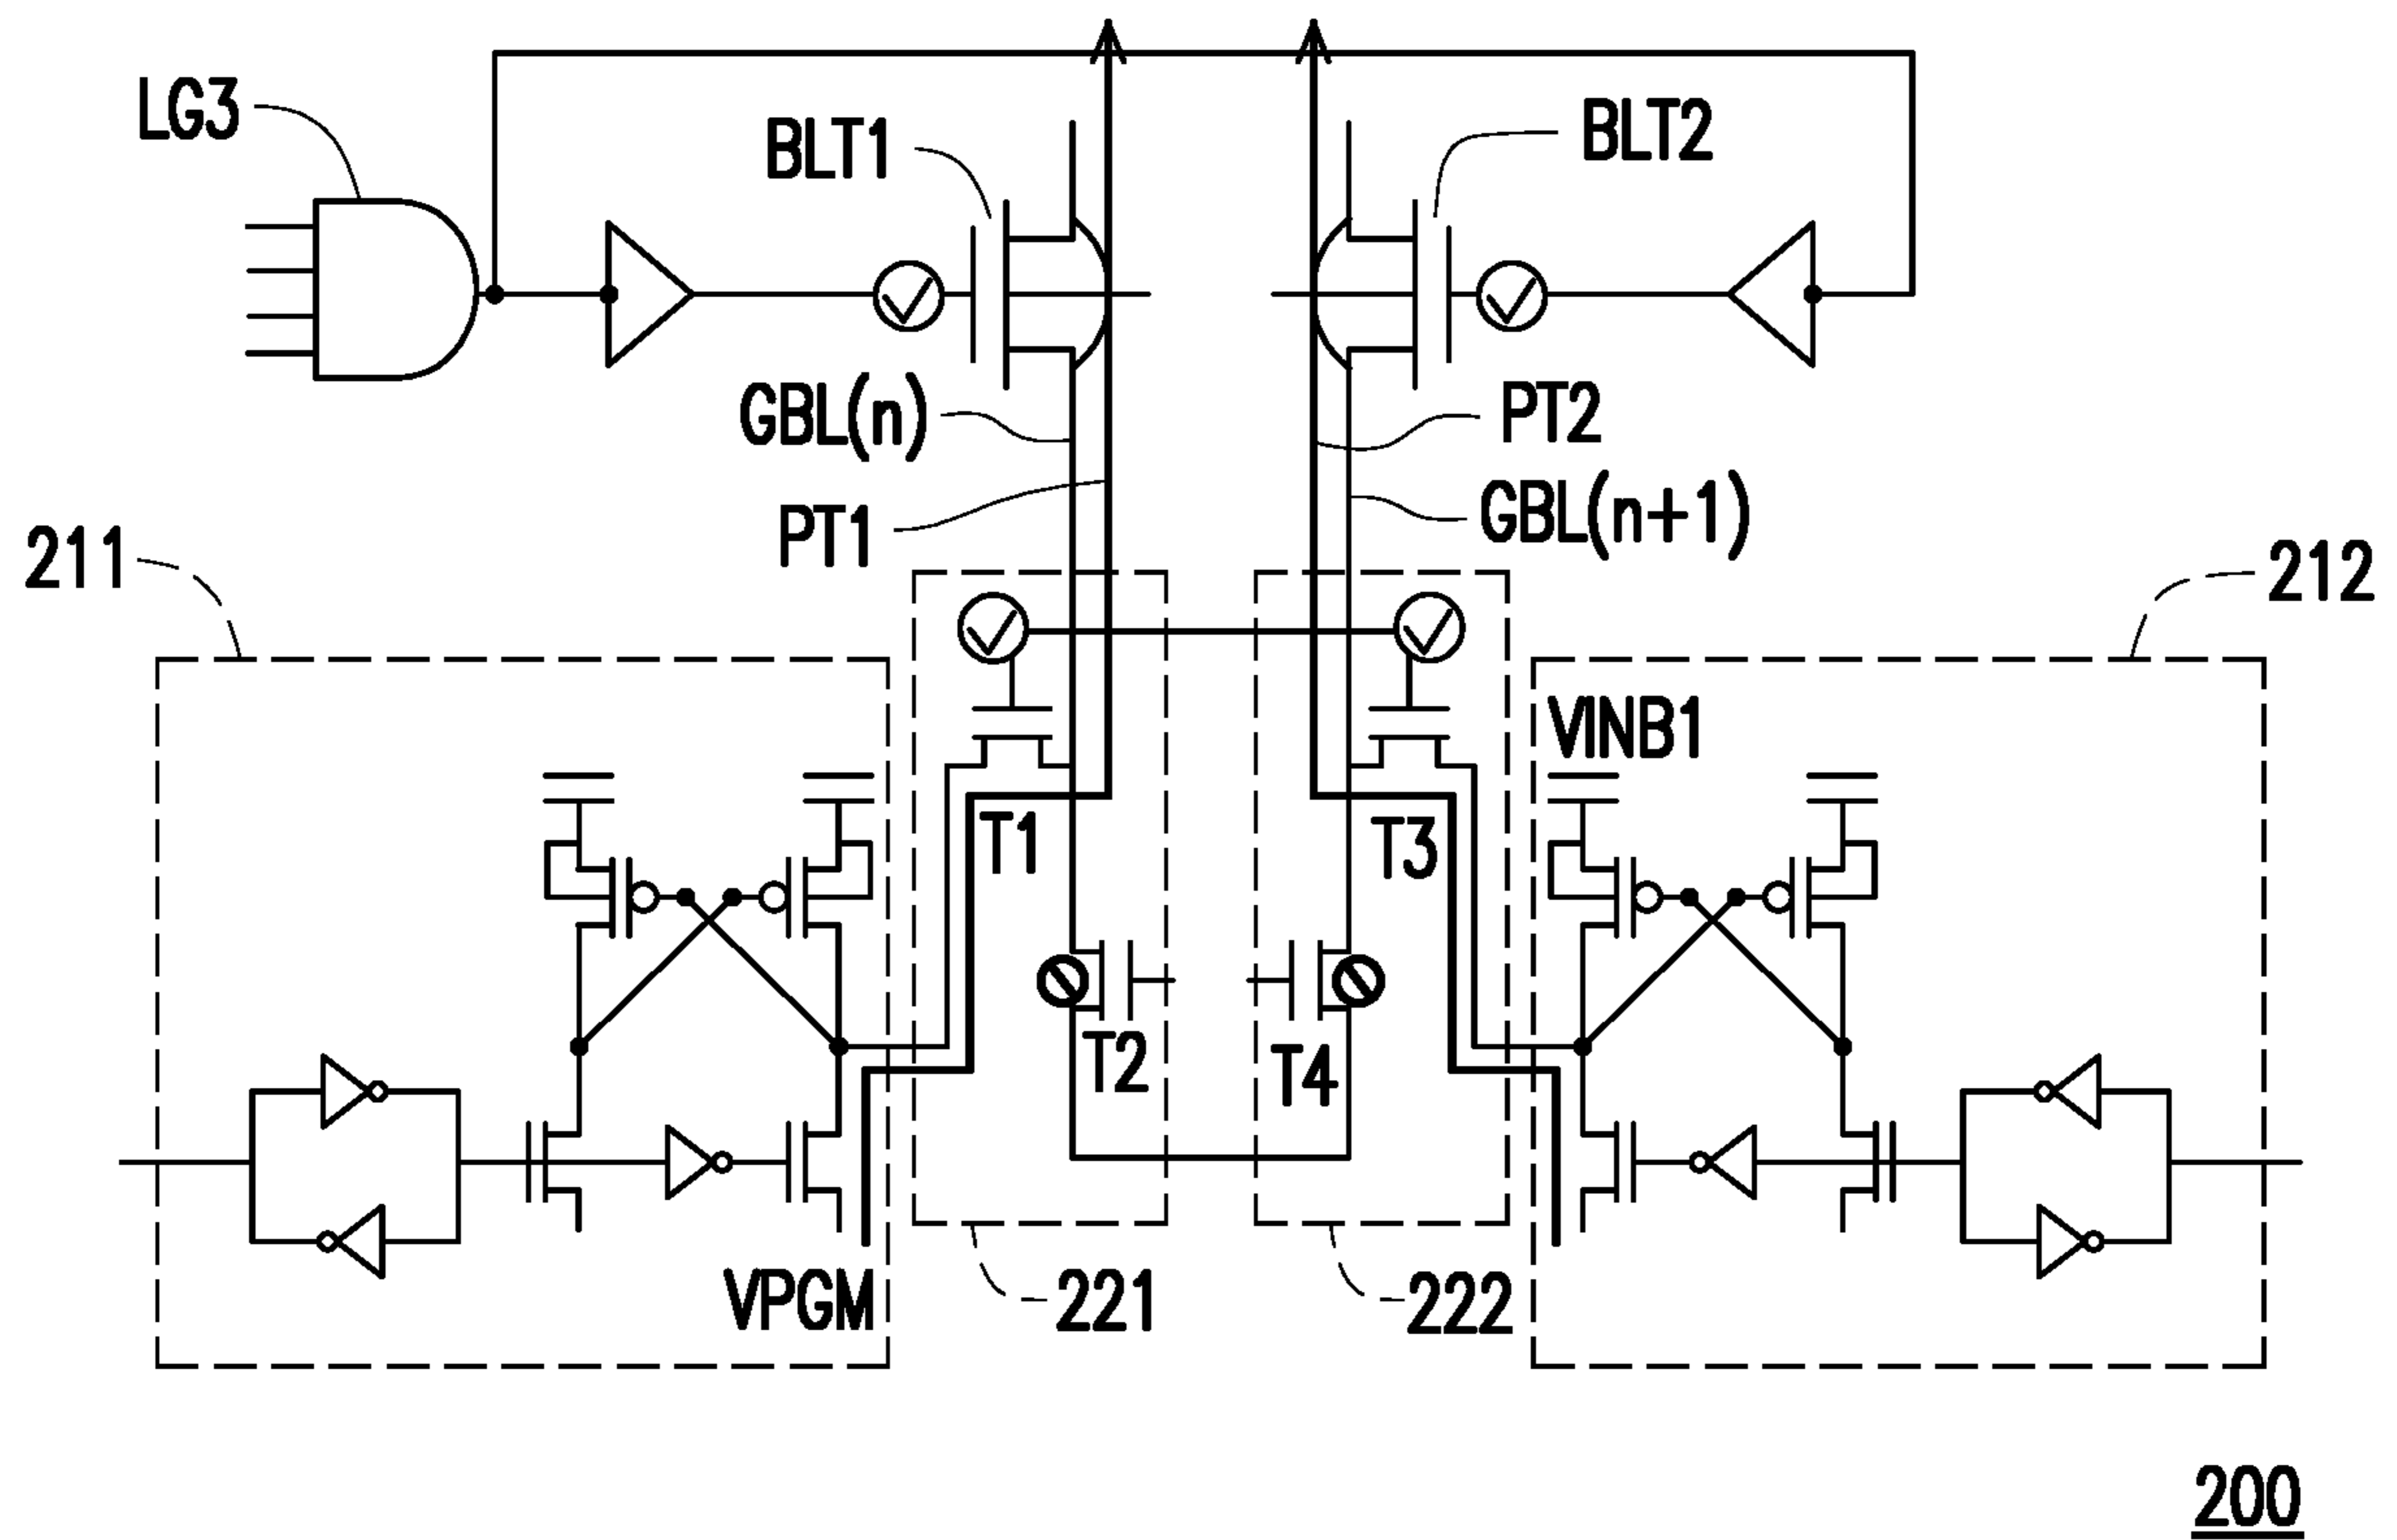 LG3
BLT1
BLT2
GBL(n)
PT2
PT1
GBL(n+1)
211
212
VINB1
T1
T3
T2
T4
VPGM
221
222
200